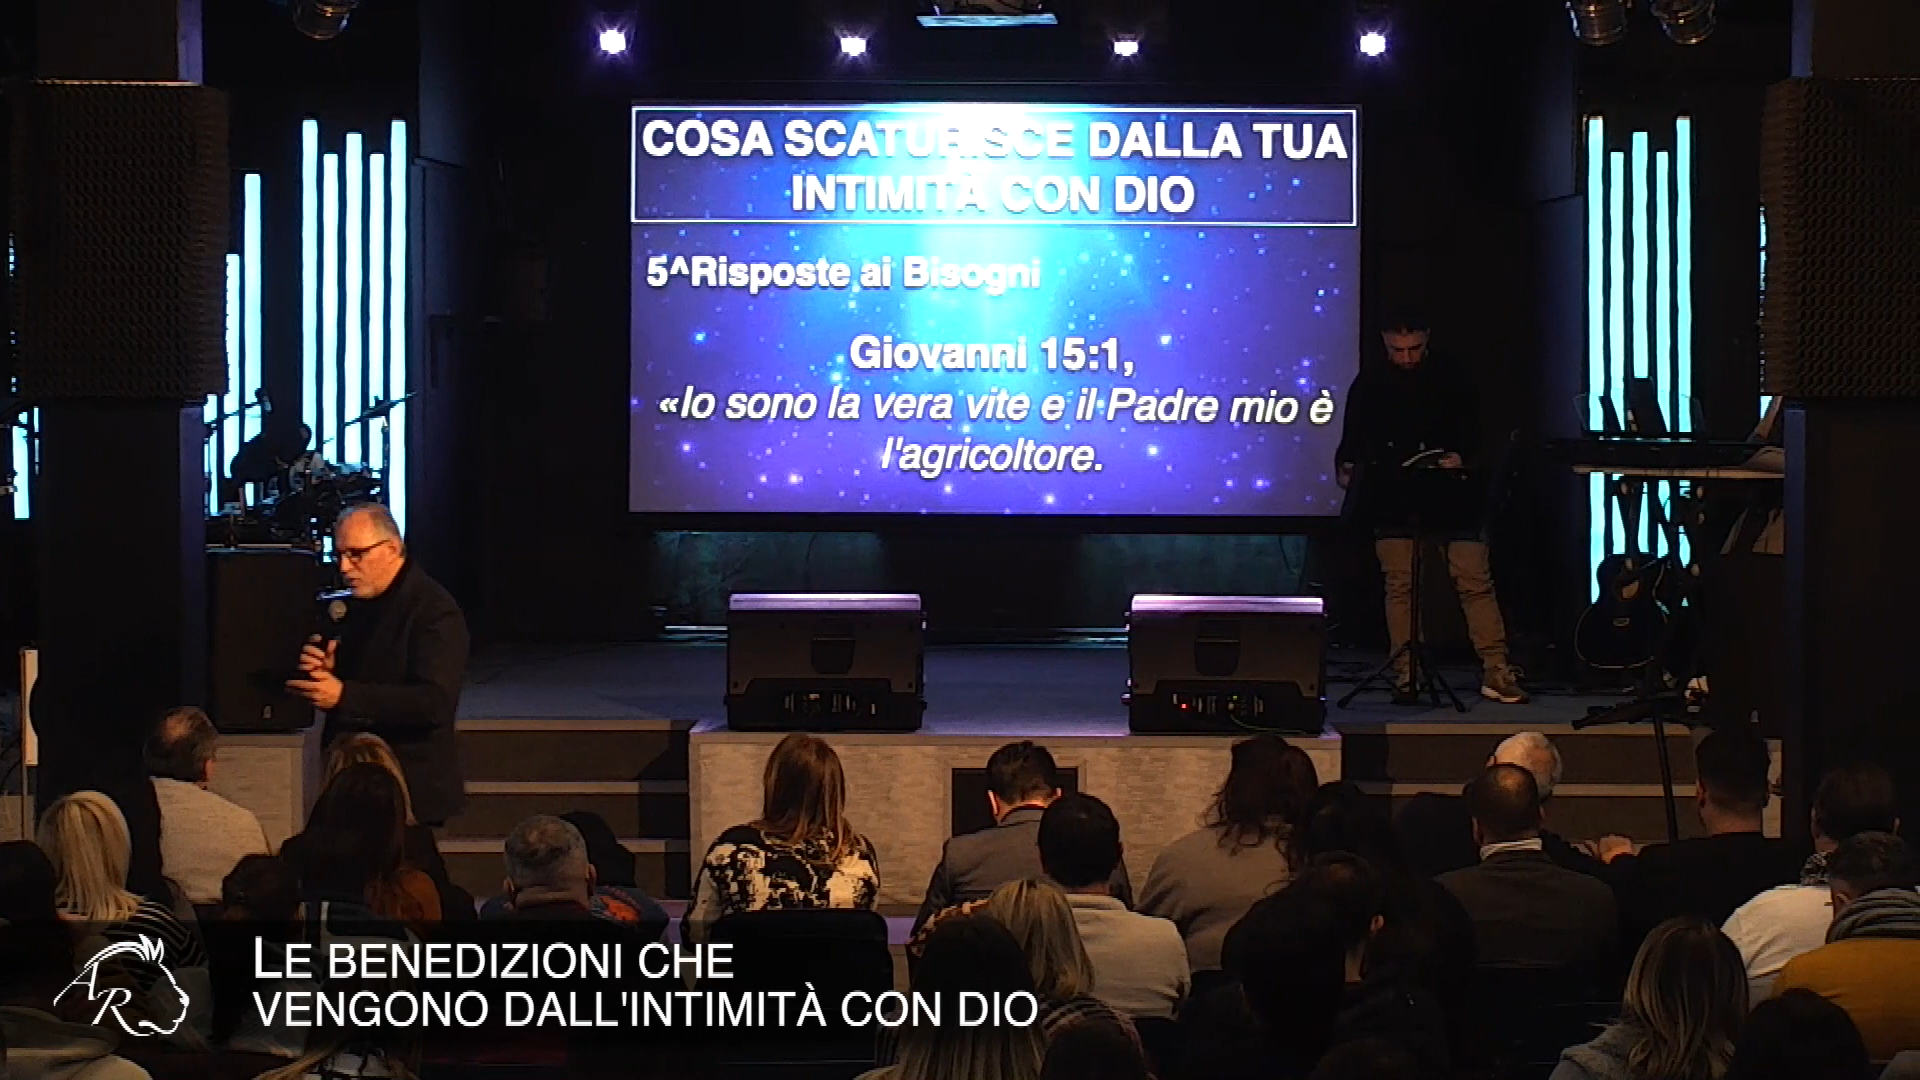 COSA SCATURISCE DALLA TUA
INTIMITÀ CON DIO
5^Risposte ai Bisogni
Giovanni 15:1,
«Io sono la vera vite e il Padre mio è
l'agricoltore.
AR
LE BENEDIZIONI CHE
VENGONO DALL'INTIMITÀ CON DIO